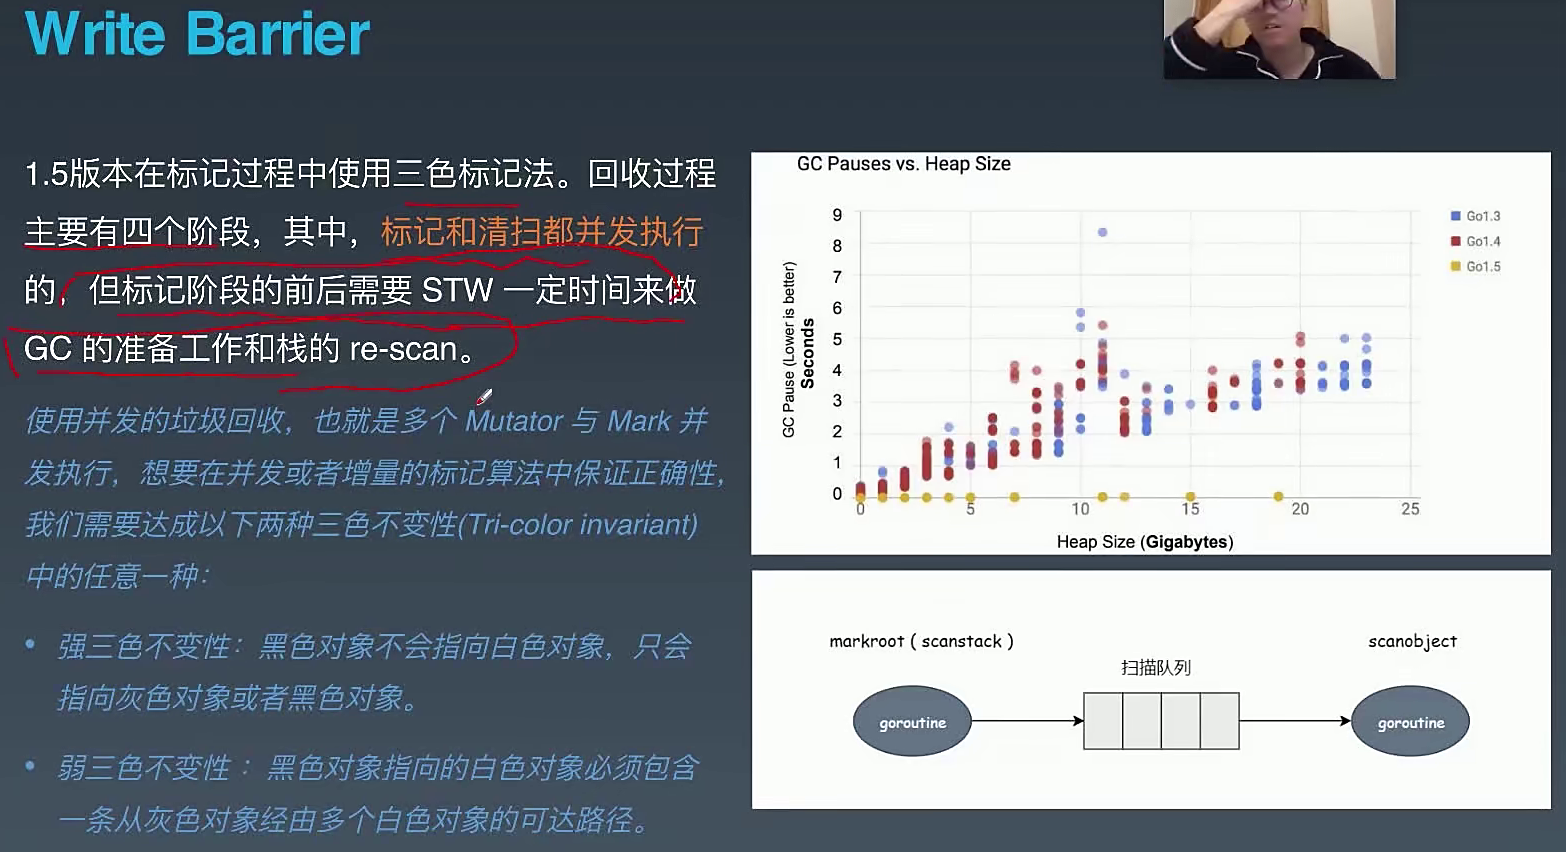 Write Barrier
1.5版本在标记过程中使用三色标记法。回收过程
主要有四个阶段，其中，标记和清扫都并发执行
的，但标记阶段的前后需要 STW 一定时间来做
GC 的准备工作和栈的 re-scan。
使用并发的垃圾回收，也就是多个 Mutator 与 Mark 并
发执行，想要在并发或者增量的标记算法中保证正确性，
我们需要达成以下两种三色不变性(Tri-color invariant)
中的任意一种：
• 强三色不变性：黑色对象不会指向白色对象，只会
指向灰色对象或者黑色对象。
• 弱三色不变性 ：黑色对象指向的白色对象必须包含
一条从灰色对象经由多个白色对象的可达路径。
GC Pauses vs. Heap Size
GC Pause (Lower is better)
Seconds
9
8
7
6
5
4
3
2
1
0
0 5 10 15 20 25
Heap Size (Gigabytes)
Go1.3
Go1.4
Go1.5
markroot ( scanstack )
scanobject
扫描队列
goroutine
goroutine